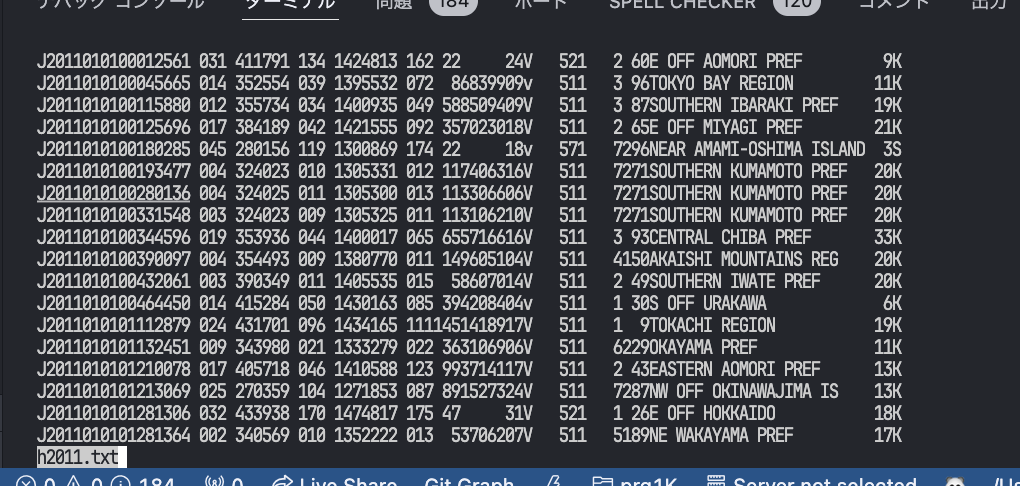 デバッグ コンソール ターミナル 問題 184 ポート SPELL CHECKER 120 コメント 出力
J2011010100012561 031 411791 134 1424813 162 22     24V   521   2 60E OFF AOMORI PREF          9K
J2011010100045665 014 352554 039 1395532 072  86839909v   511   3 96TOKYO BAY REGION          11K
J2011010100115880 012 355734 034 1400935 049 588509409V   511   3 87SOUTHERN IBARAKI PREF     19K
J2011010100125696 017 384189 042 1421555 092 357023018V   511   2 65E OFF MIYAGI PREF         21K
J2011010100180285 045 280156 119 1300869 174 22     18v   571   7296NEAR AMAMI-OSHIMA ISLAND  3S
J2011010100193477 004 324023 010 1305331 012 117406316V   511   7271SOUTHERN KUMAMOTO PREF    20K
J2011010100280136 004 324025 011 1305300 013 113306606V   511   7271SOUTHERN KUMAMOTO PREF    20K
J2011010100331548 003 324023 009 1305325 011 113106210V   511   7271SOUTHERN KUMAMOTO PREF    20K
J2011010100344596 019 353936 044 1400017 065 655716616V   511   3 93CENTRAL CHIBA PREF        33K
J2011010100390097 004 354493 009 1380770 011 149605104V   511   4150AKAISHI MOUNTAINS REG     20K
J2011010100432061 003 390349 011 1405535 015  58607014V   511   2 49SOUTHERN IWATE PREF       20K
J2011010100464450 014 415284 050 1430163 085 394208404v   511   1 30S OFF URAKAWA              6K
J2011010101112879 024 431701 096 1434165 1111451418917V   511   1  9TOKACHI REGION            19K
J2011010101132451 009 343980 021 1333279 022 363106906V   511   6229OKAYAMA PREF              11K
J2011010101210078 017 405718 046 1410588 123 993714117V   511   2 43EASTERN AOMORI PREF       13K
J2011010101213069 025 270359 104 1271853 087 891527324V   511   7287NW OFF OKINAWAJIMA IS     13K
J2011010101281306 032 433938 170 1474817 175 47     31V   521   1 26E OFF HOKKAIDO            18K
J2011010101281364 002 340569 010 1352222 013  53706207V   511   5189NE WAKAYAMA PREF          17K
h2011.txt
0 0 184 0 Live Share Git Graph prg1K Server not selected